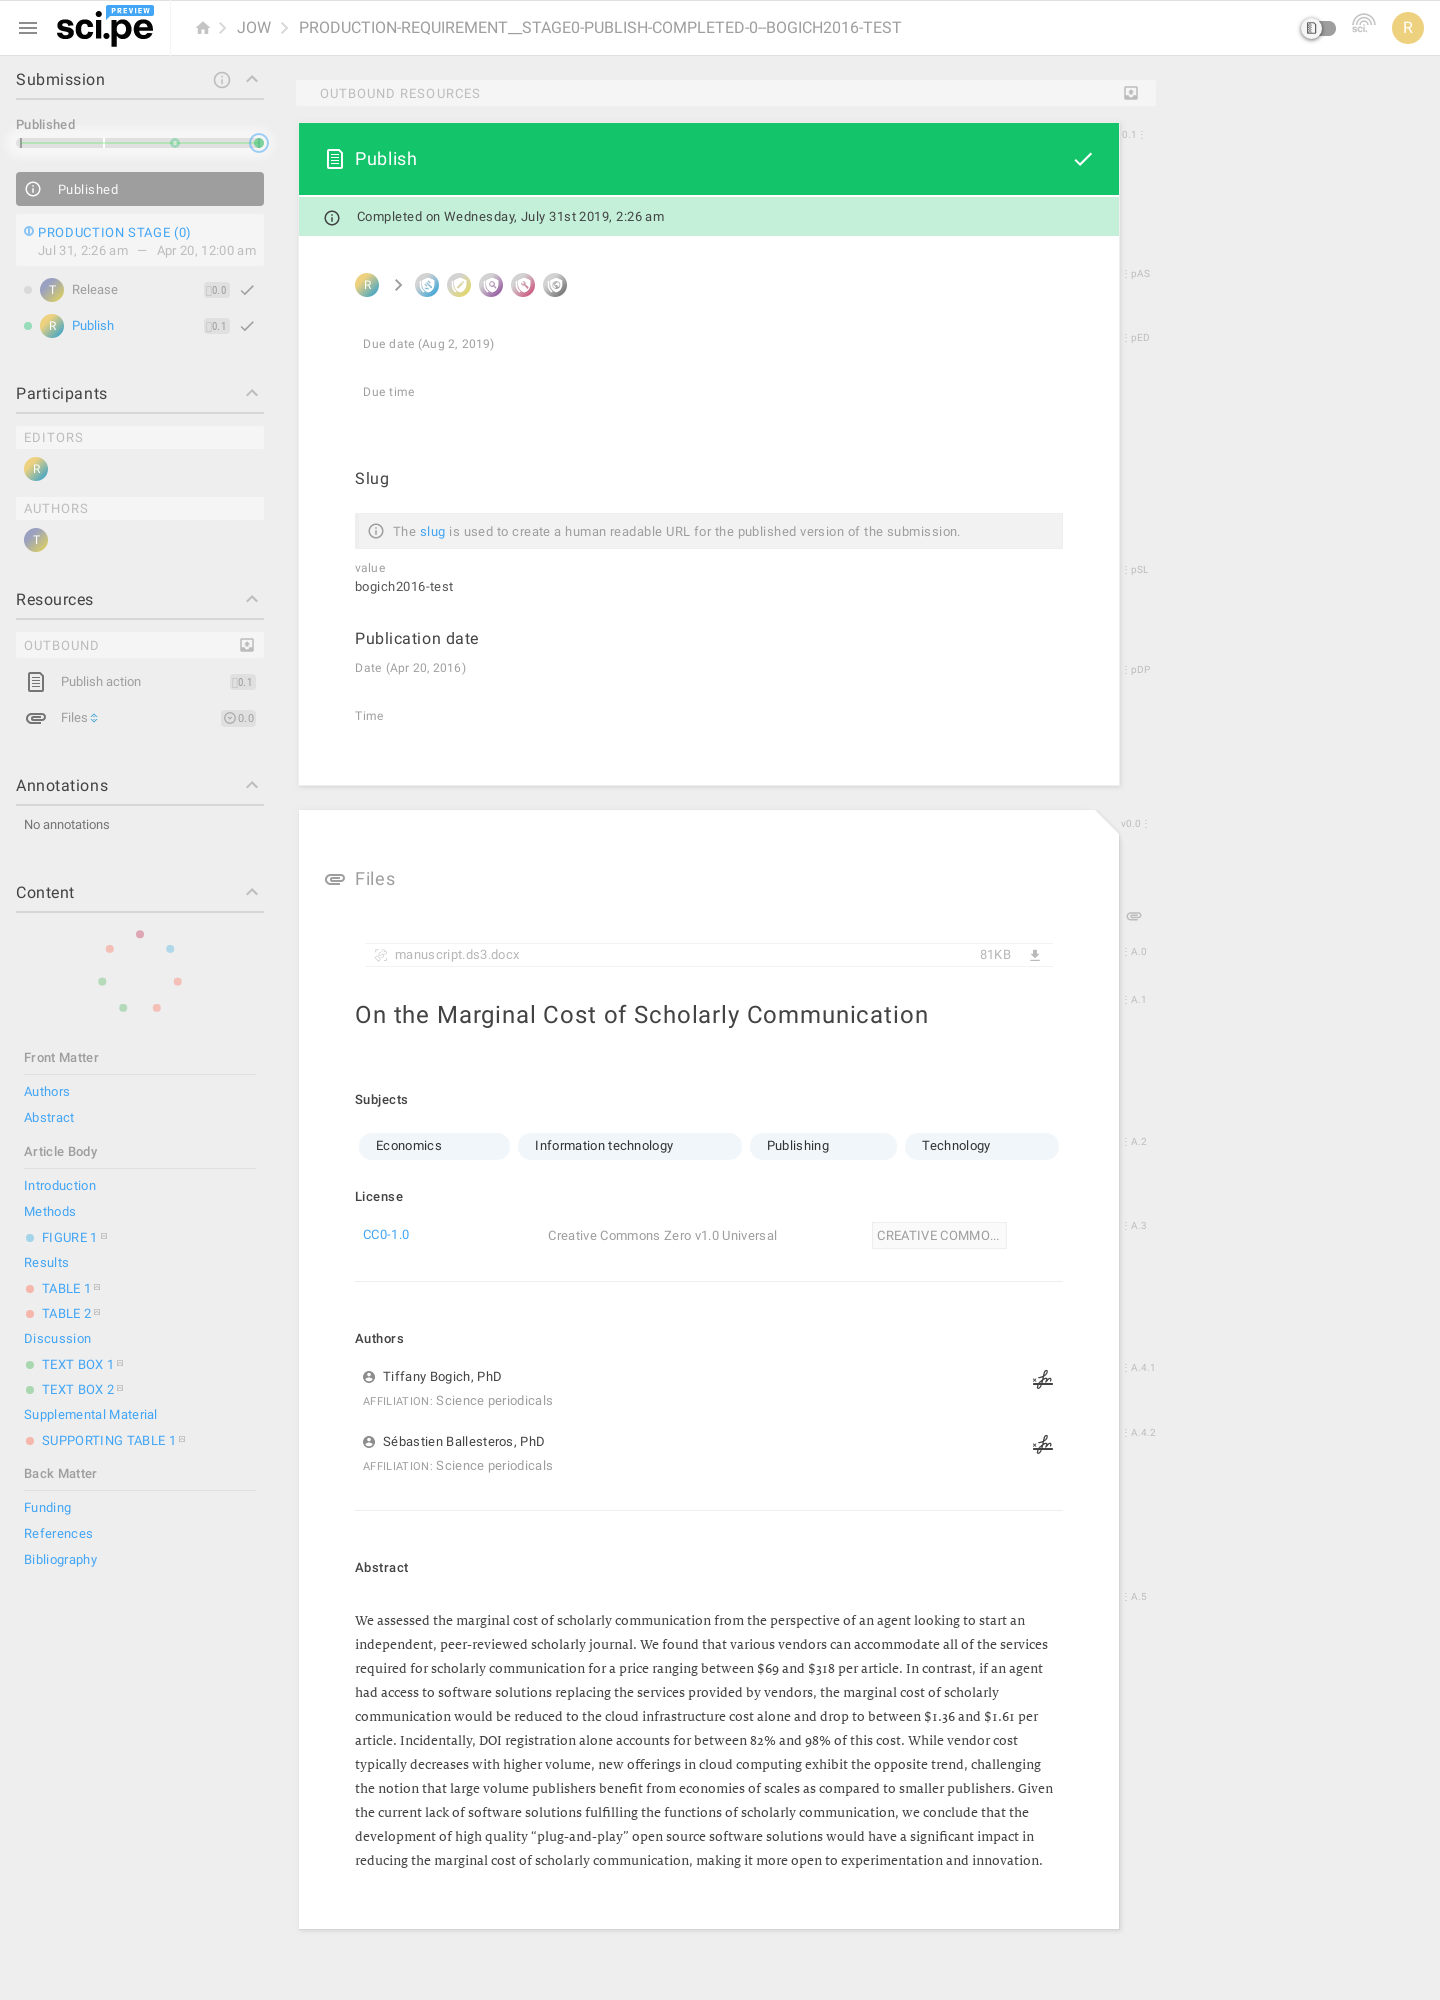 PREVIEW
sci.pe
JOW
PRODUCTION-REQUIREMENT__STAGE0-PUBLISH-COMPLETED-0--BOGICH2016-TEST
SCI.
R
Submission
Published
Published
PRODUCTION STAGE (0)
Jul 31, 2:26 am — Apr 20, 12:00 am
T Release 0.0
R Publish 0.1
Participants
EDITORS
R
AUTHORS
T
Resources
OUTBOUND
Publish action 0.1
Files 0.0
Annotations
No annotations
Content
Front Matter
Authors
Abstract
Article Body
Introduction
Methods
FIGURE 1
Results
TABLE 1
TABLE 2
Discussion
TEXT BOX 1
TEXT BOX 2
Supplemental Material
SUPPORTING TABLE 1
Back Matter
Funding
References
Bibliography
OUTBOUND RESOURCES
Publish
0.1
Completed on Wednesday, July 31st 2019, 2:26 am
R
pAS
Due date (Aug 2, 2019)
pED
Due time
Slug
The slug is used to create a human readable URL for the published version of the submission.
value
pSL
bogich2016-test
Publication date
Date (Apr 20, 2016)
pDP
Time
v0.0
Files
manuscript.ds3.docx 81KB
A.0
A.1
On the Marginal Cost of Scholarly Communication
Subjects
Economics Information technology Publishing Technology
A.2
License
CC0-1.0 Creative Commons Zero v1.0 Universal CREATIVE COMMO...
A.3
Authors
Tiffany Bogich, PhD
A.4.1
AFFILIATION: Science periodicals
Sébastien Ballesteros, PhD
A.4.2
AFFILIATION: Science periodicals
Abstract
A.5
We assessed the marginal cost of scholarly communication from the perspective of an agent looking to start an
independent, peer-reviewed scholarly journal. We found that various vendors can accommodate all of the services
required for scholarly communication for a price ranging between $69 and $318 per article. In contrast, if an agent
had access to software solutions replacing the services provided by vendors, the marginal cost of scholarly
communication would be reduced to the cloud infrastructure cost alone and drop to between $1.36 and $1.61 per
article. Incidentally, DOI registration alone accounts for between 82% and 98% of this cost. While vendor cost
typically decreases with higher volume, new offerings in cloud computing exhibit the opposite trend, challenging
the notion that large volume publishers benefit from economies of scales as compared to smaller publishers. Given
the current lack of software solutions fulfilling the functions of scholarly communication, we conclude that the
development of high quality “plug-and-play” open source software solutions would have a significant impact in
reducing the marginal cost of scholarly communication, making it more open to experimentation and innovation.